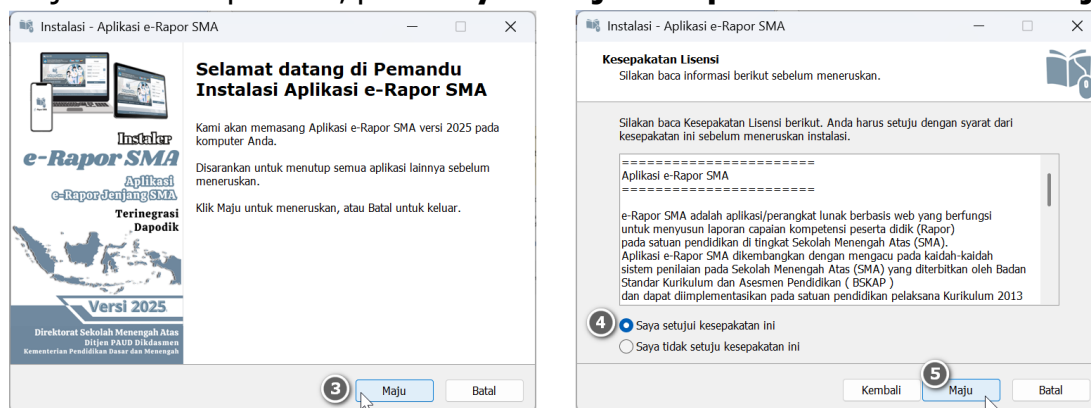 Instalasi - Aplikasi e-Rapor SMA
Instaler
e-Rapor SMA
Aplikasi
e-Rapor Jenjang SMA
Terinegrasi
Dapodik
Versi 2025
Direktorat Sekolah Menengah Atas
Ditjen PAUD Dikdasmen
Kementerian Pendidikan Dasar dan Menengah
Selamat datang di Pemandu
Instalasi Aplikasi e-Rapor SMA
Kami akan memasang Aplikasi e-Rapor SMA versi 2025 pada
komputer Anda.
Disarankan untuk menutup semua aplikasi lainnya sebelum
meneruskan.
Klik Maju untuk meneruskan, atau Batal untuk keluar.
3 Maju Batal
Instalasi - Aplikasi e-Rapor SMA
Kesepakatan Lisensi
Silakan baca informasi berikut sebelum meneruskan.
Silakan baca Kesepakatan Lisensi berikut. Anda harus setuju dengan syarat dari
kesepakatan ini sebelum meneruskan instalasi.
=======================
Aplikasi e-Rapor SMA
=======================
e-Rapor SMA adalah aplikasi/perangkat lunak berbasis web yang berfungsi
untuk menyusun laporan capaian kompetensi peserta didik (Rapor)
pada satuan pendidikan di tingkat Sekolah Menengah Atas (SMA).
Aplikasi e-Rapor SMA dikembangkan dengan mengacu pada kaidah-kaidah
sistem penilaian pada Sekolah Menengah Atas (SMA) yang diterbitkan oleh Badan
Standar Kurikulum dan Asesmen Pendidikan ( BSKAP )
dan dapat diimplementasikan pada satuan pendidikan pelaksana Kurikulum 2013
4 Saya setujui kesepakatan ini
Saya tidak setuju kesepakatan ini
5
Kembali Maju Batal